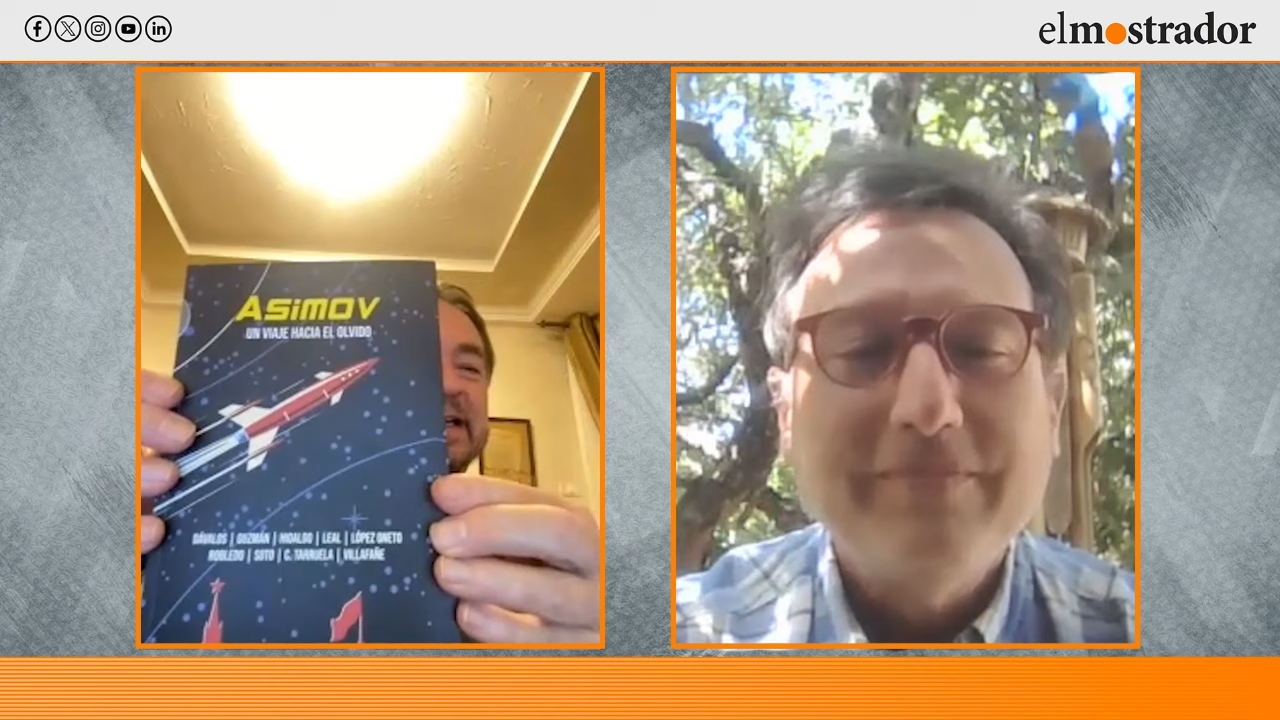 elmostrador
ASiMOV
UN VIAJE HACIA EL OLVIDO
DÁVALOS | GUZMÁN | HIDALGO | LEAL | LÓPEZ ONETO
ROBLEDO | SOTO | C. TARRUELA | VILLAFAÑE